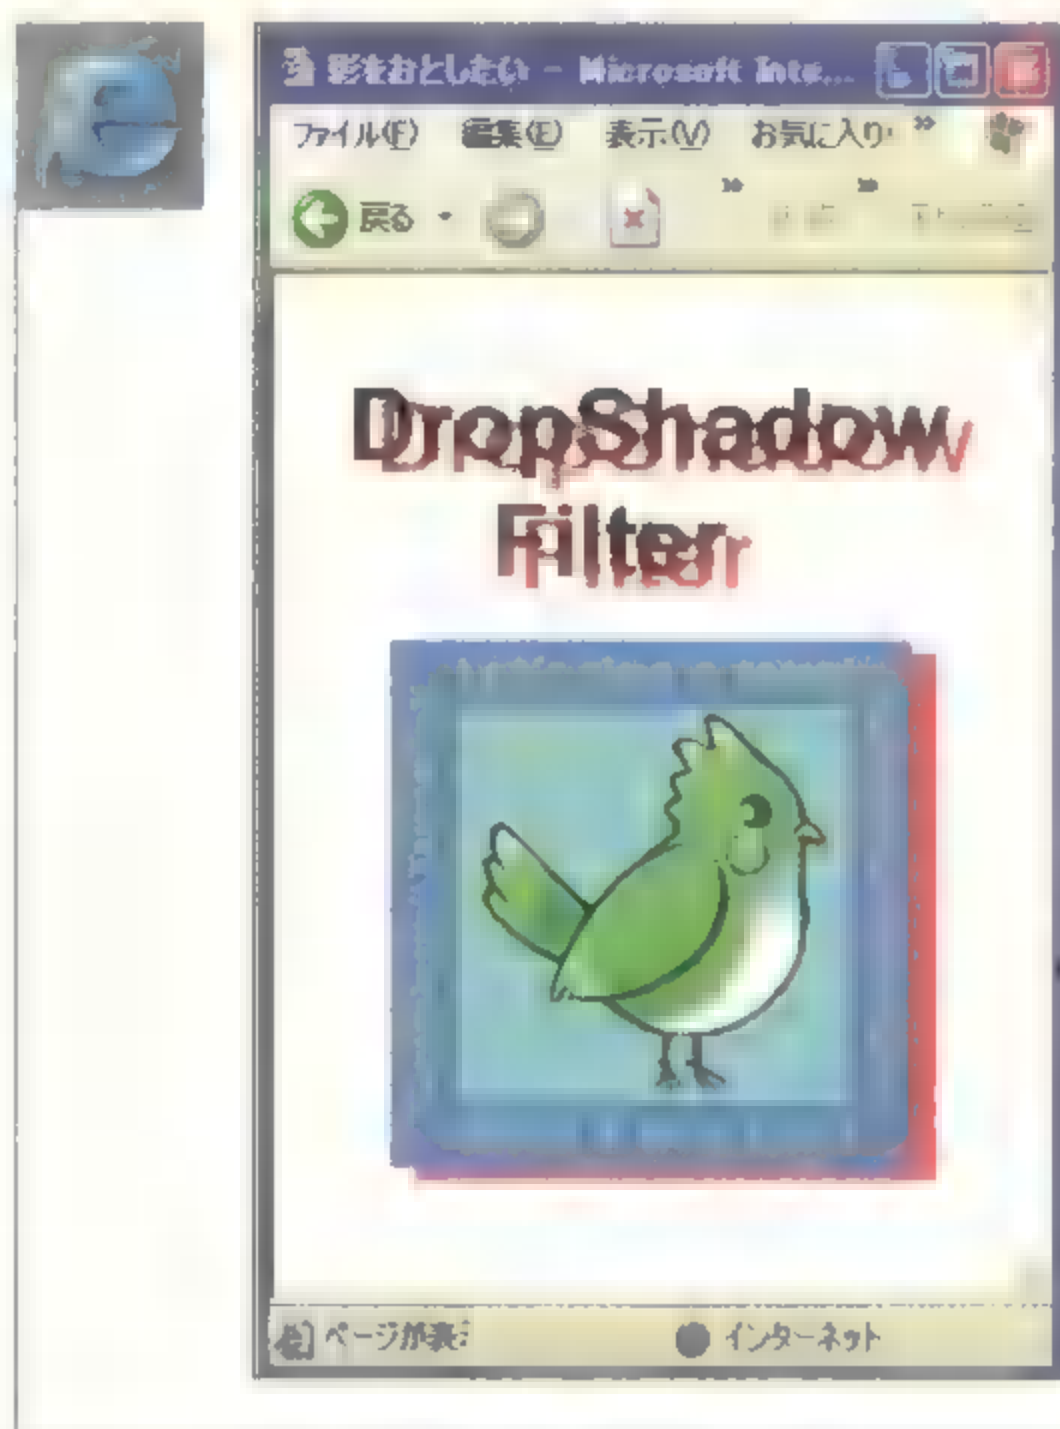 影をおとしたい - Microsoft Inte...
ファイル(F) 編集(E) 表示(V) お気に入り »
戻る » »
DropShadow
Filter
ページが表示
インターネット